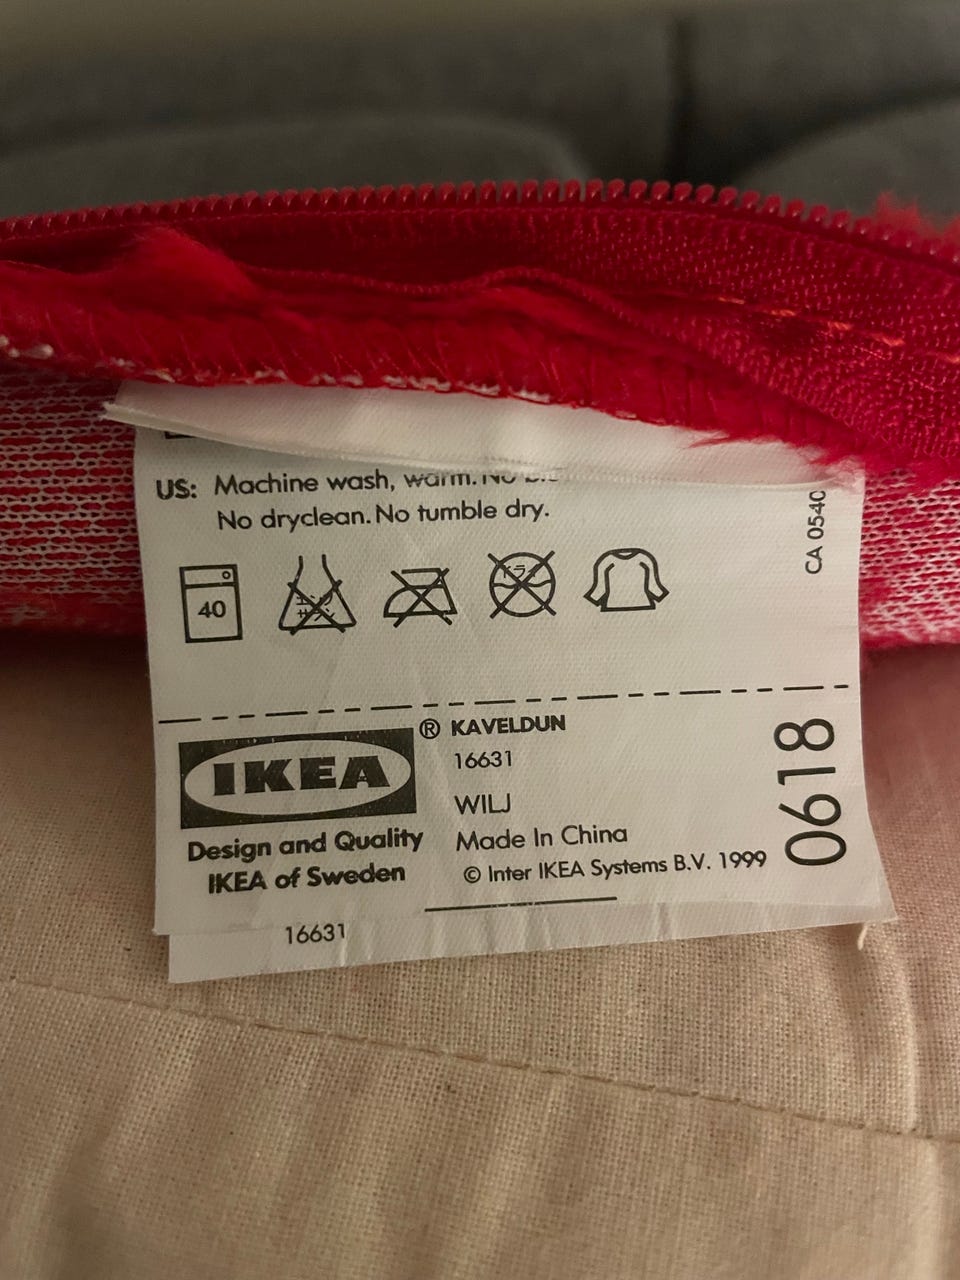 US: Machine wash, warm. No
No dryclean. No tumble dry.
CA 0540
40
® KAVELDUN
IKEA
16631
WILJ
Made In China
Design and Quality
IKEA of Sweden
© Inter IKEA Systems B.V. 1999
0618
16631